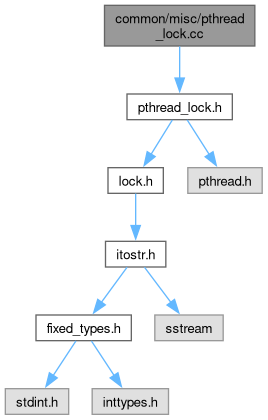 common/misc/pthread
_lock.cc
pthread_lock.h
lock.h
pthread.h
itostr.h
fixed_types.h
sstream
stdint.h
inttypes.h